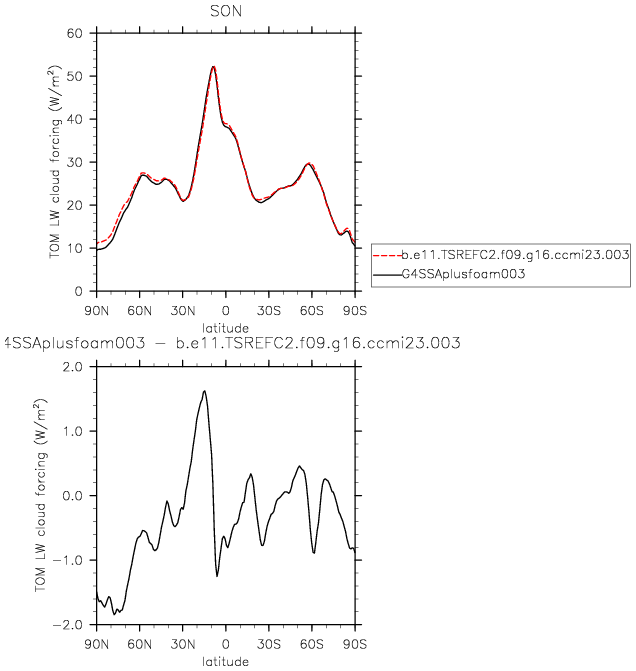 SON
TOM LW cloud forcing (W/m²)
60
50
40
30
20
10
0
90N 60N 30N 0 30S 60S 90S
latitude
b.e11.TSREFC2.f09.g16.ccmi23.003
G4SSAplusfoam003
4SSAplusfoam003 − b.e11.TSREFC2.f09.g16.ccmi23.003
TOM LW cloud forcing (W/m²)
2.0
1.0
0.0
−1.0
−2.0
90N 60N 30N 0 30S 60S 90S
latitude